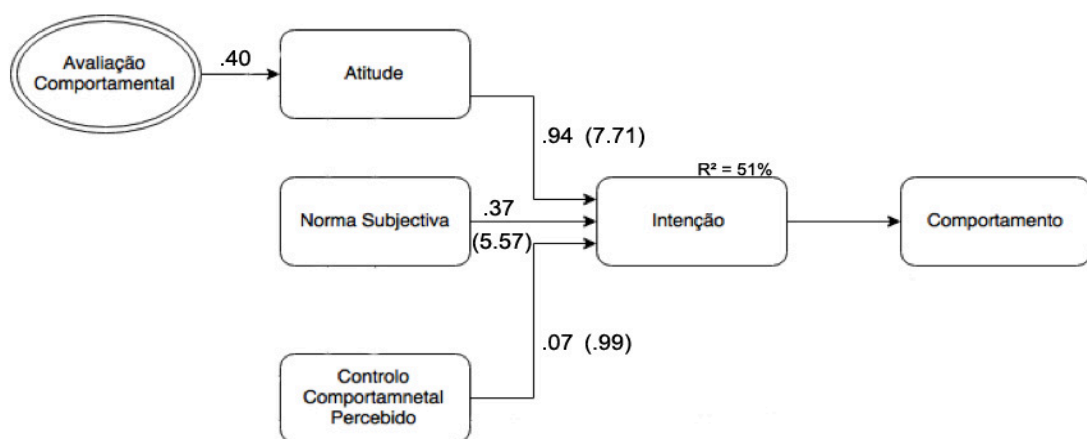 Avaliação
Comportamental
.40
Atitude
.94 (7.71)
R² = 51%
Norma Subjectiva
.37
(5.57)
Intenção
Comportamento
.07 (.99)
Controlo
Comportamnetal
Percebido